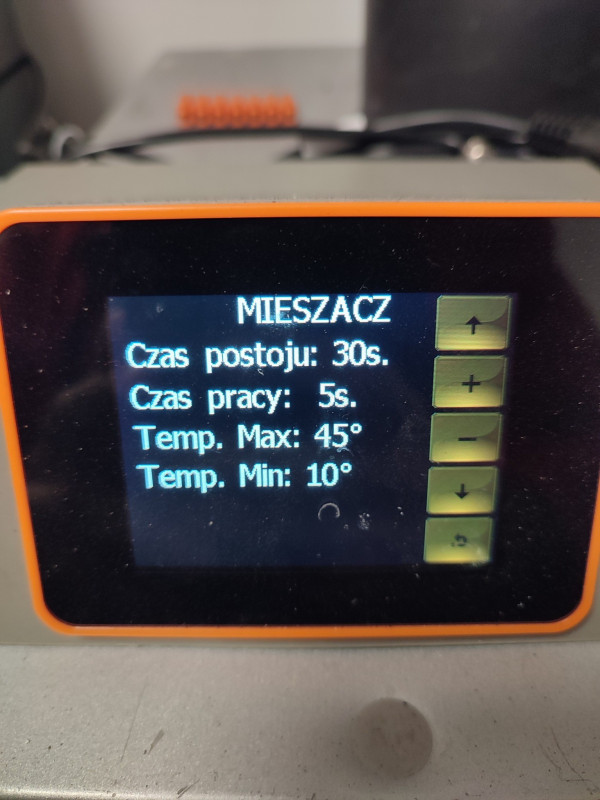 MIESZACZ
Czas postoju: 30s.
Czas pracy: 5s.
Temp. Max: 45°
Temp. Min: 10°